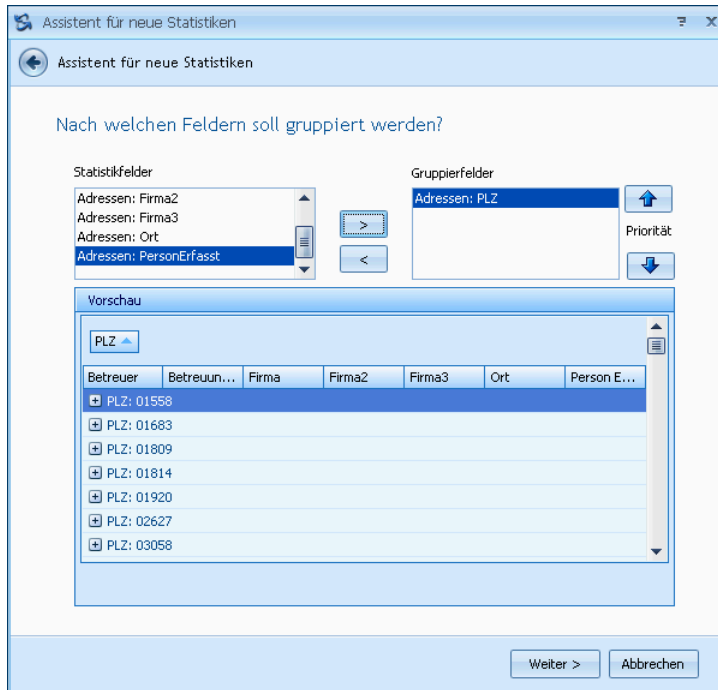 Assistent für neue Statistiken
Assistent für neue Statistiken
Nach welchen Feldern soll gruppiert werden?
Statistikfelder
Adressen: Firma2
Adressen: Firma3
Adressen: Ort
Adressen: PersonErfasst
>
<
Gruppierfelder
Adressen: PLZ
Priorität
Vorschau
PLZ
Betreuer Betreuun... Firma Firma2 Firma3 Ort Person E...
PLZ: 01558
PLZ: 01683
PLZ: 01809
PLZ: 01814
PLZ: 01920
PLZ: 02627
PLZ: 03058
Weiter > Abbrechen